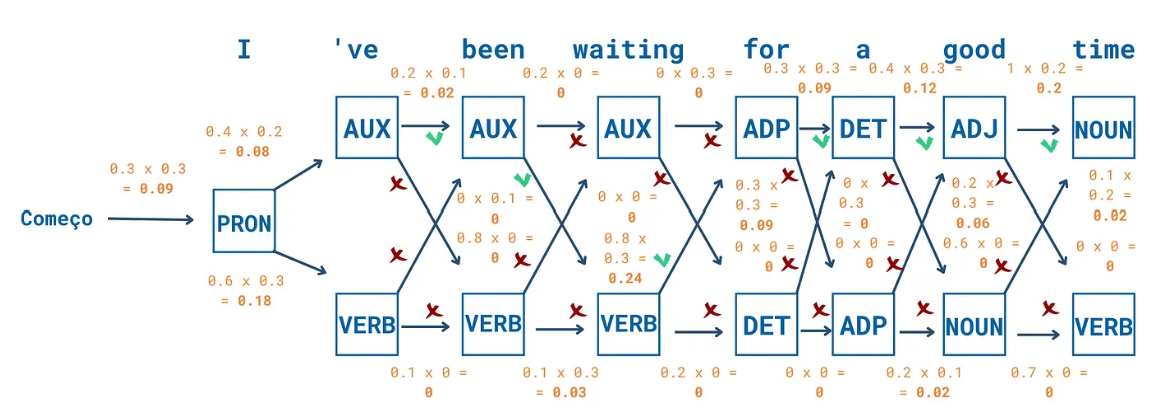 I 've been waiting for a good time
0.2 x 0.1 = 0.02
0.2 x 0 = 0
0 x 0.3 = 0
0.3 x 0.3 = 0.09
0.4 x 0.3 = 0.12
1 x 0.2 = 0.2
AUX AUX AUX ADP DET ADJ NOUN
0.4 x 0.2
= 0.08
0.3 x 0.3
= 0.09
Começo
PRON
0.6 x 0.3
= 0.18
0 x 0.1 =
0
0.8 x 0 =
0
0 x 0 =
0
0.8 x
0.3 =
0.24
0.3 x
0.3 =
0.09
0 x 0 =
0
0 x
0.3
= 0
0 x 0 =
0
0.2 x
0.3 =
0.06
0.6 x 0 =
0
0.1 x
0.2 =
0.02
0 x 0 =
0
VERB VERB VERB DET ADP NOUN VERB
0.1 x 0 =
0
0.1 x 0.3
= 0.03
0.2 x 0 =
0
0 x 0 =
0
0.2 x 0.1
= 0.02
0.7 x 0 =
0